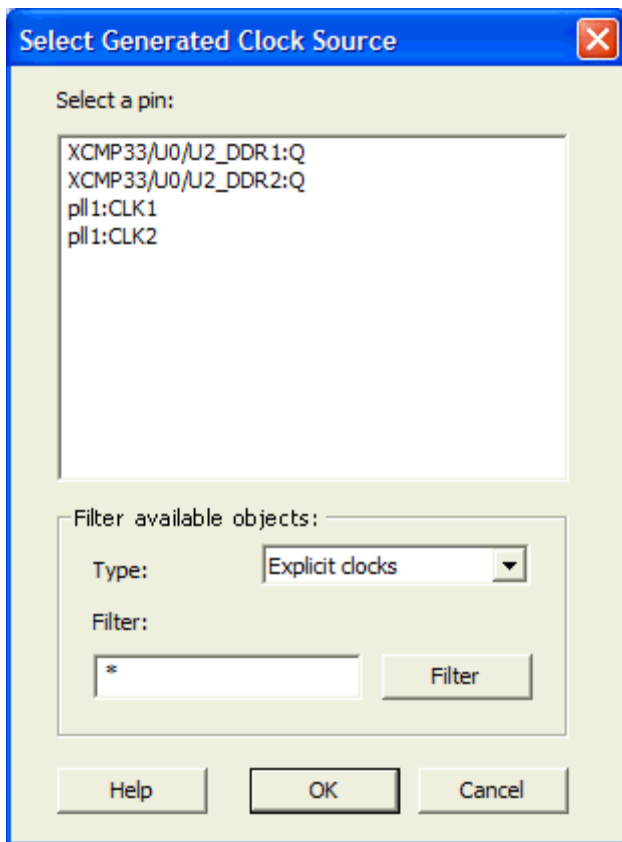 Select Generated Clock Source
Select a pin:
XCMP33/U0/U2_DDR1:Q
XCMP33/U0/U2_DDR2:Q
pll1:CLK1
pll1:CLK2
Filter available objects:
Type:
Explicit clocks
Filter:
*
Filter
Help
OK
Cancel